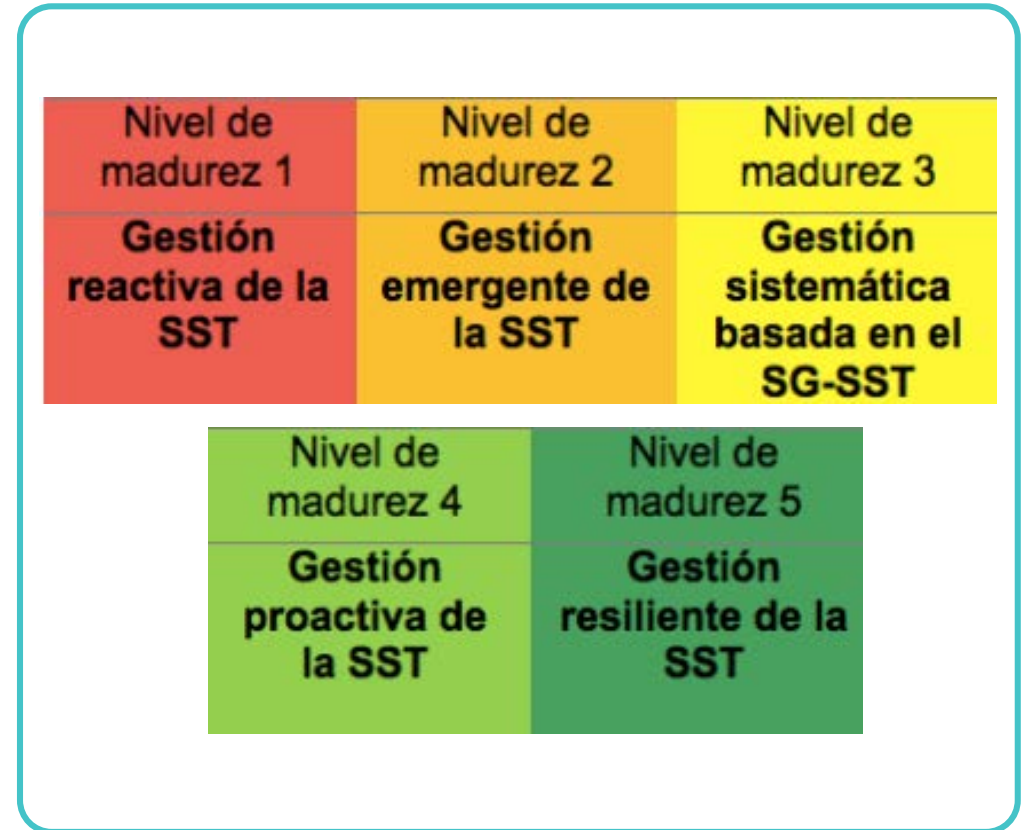 Nivel de
madurez 1
Nivel de
madurez 2
Nivel de
madurez 3
Gestión
reactiva de la
SST
Gestión
emergente de
la SST
Gestión
sistemática
basada en el
SG-SST
Nivel de
madurez 4
Nivel de
madurez 5
Gestión
proactiva de
la SST
Gestión
resiliente de la
SST